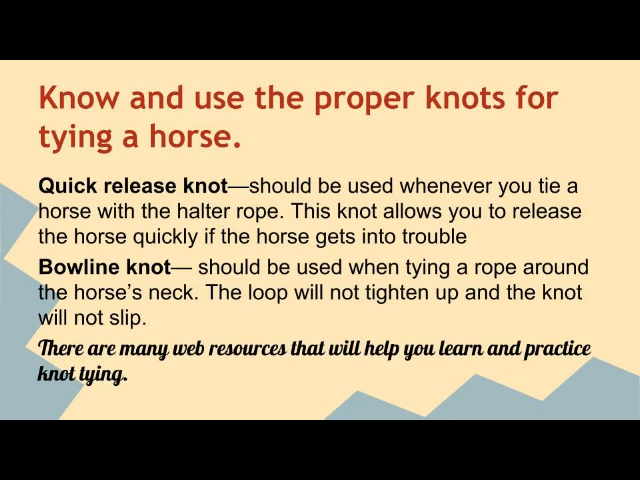 Know and use the proper knots for
tying a horse.
Quick release knot—should be used whenever you tie a
horse with the halter rope. This knot allows you to release
the horse quickly if the horse gets into trouble
Bowline knot— should be used when tying a rope around
the horse’s neck. The loop will not tighten up and the knot
will not slip.
There are many web resources that will help you learn and practice
knot tying.